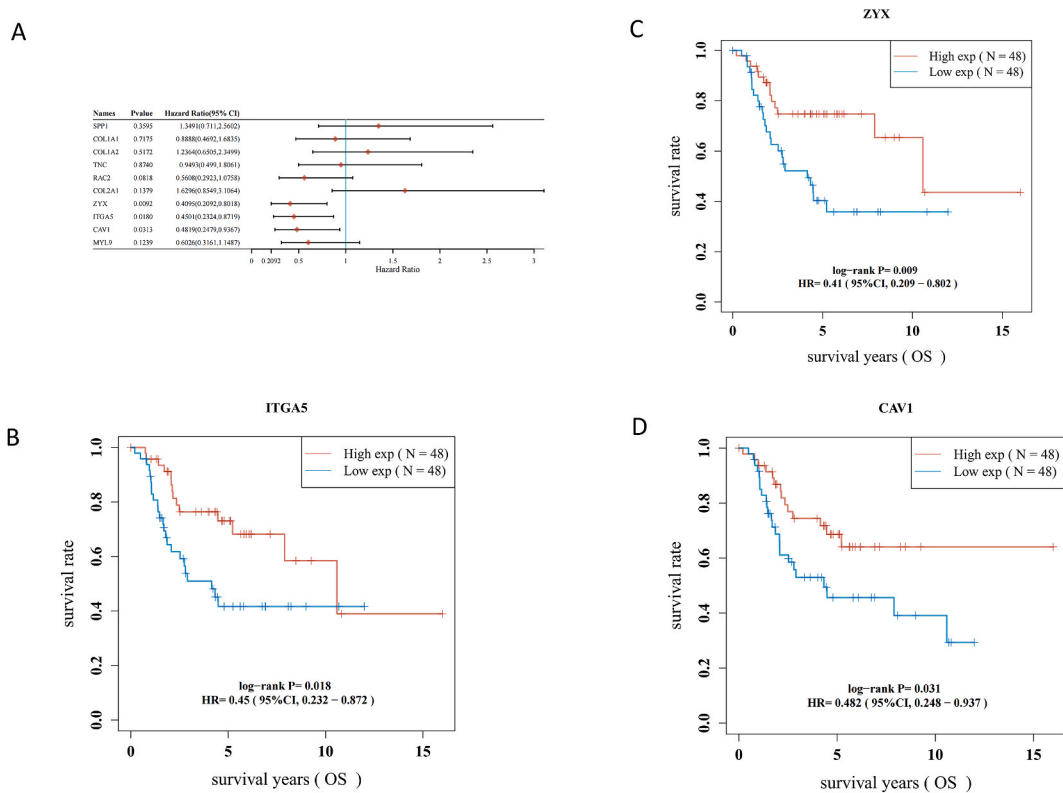 A
Names Pvalue Hazard Ratio(95% CI)
SPP1 0.3595 1.3491(0.711,2.5602)
COL1A1 0.7175 0.8888(0.4692,1.6835)
COL1A2 0.5172 1.2364(0.6505,2.3499)
TNC 0.8740 0.9493(0.499,1.8061)
RAC2 0.0818 0.5608(0.2923,1.0758)
COL2A1 0.1379 1.6296(0.8549,3.1064)
ZYX 0.0092 0.4095(0.2092,0.8018)
ITGA5 0.0180 0.4501(0.2324,0.8719)
CAV1 0.0313 0.4819(0.2479,0.9367)
MYL9 0.1239 0.6026(0.3161,1.1487)
0 0.2092 0.5 1 1.5 2 2.5 3
Hazard Ratio
C
ZYX
High exp ( N = 48)
Low exp ( N = 48)
survival rate
1.0
0.8
0.6
0.4
0.2
0.0
log−rank P= 0.009
HR= 0.41 ( 95%CI, 0.209 − 0.802 )
0 5 10 15
survival years ( OS )
B
ITGA5
High exp ( N = 48)
Low exp ( N = 48)
survival rate
1.0
0.8
0.6
0.4
0.2
0.0
log−rank P= 0.018
HR= 0.45 ( 95%CI, 0.232 − 0.872 )
0 5 10 15
survival years ( OS )
D
CAV1
High exp ( N = 48)
Low exp ( N = 48)
survival rate
1.0
0.8
0.6
0.4
0.2
0.0
log−rank P= 0.031
HR= 0.482 ( 95%CI, 0.248 − 0.937 )
0 5 10 15
survival years ( OS )